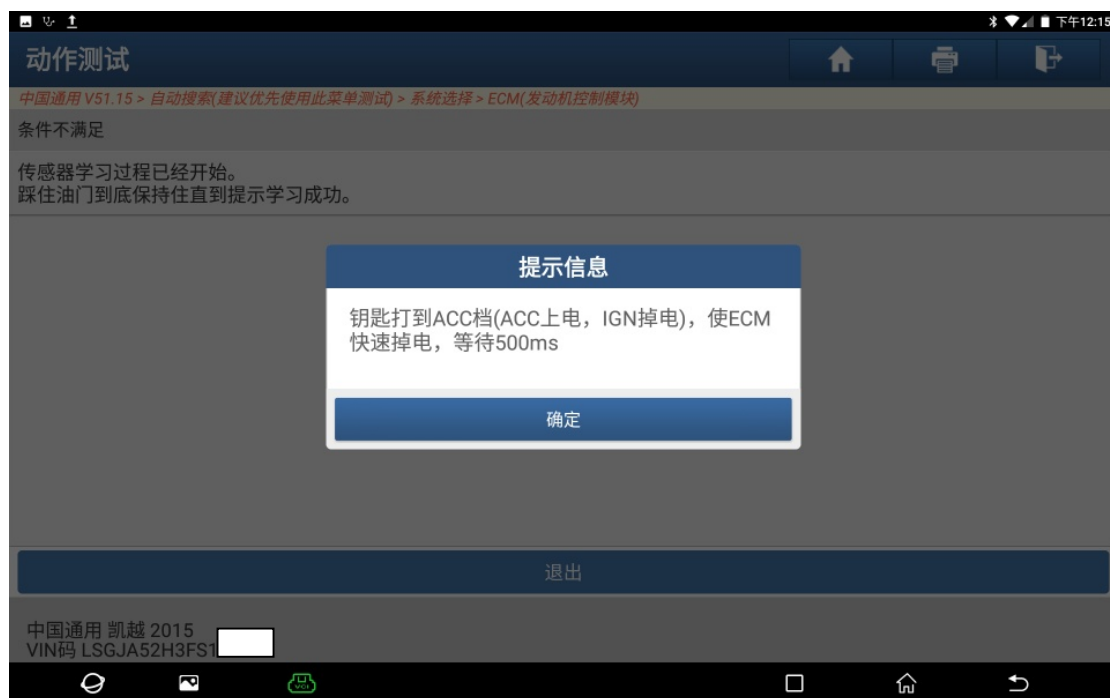 下午12:15
动作测试
中国通用 V51.15 > 自动搜索(建议优先使用此菜单测试) > 系统选择 > ECM(发动机控制模块)
条件不满足
传感器学习过程已经开始。
踩住油门到底保持住直到提示学习成功。
提示信息
钥匙打到ACC档(ACC上电，IGN掉电)，使ECM
快速掉电，等待500ms
确定
退出
中国通用 凯越 2015
VIN码 LSGJA52H3FS1
VCI